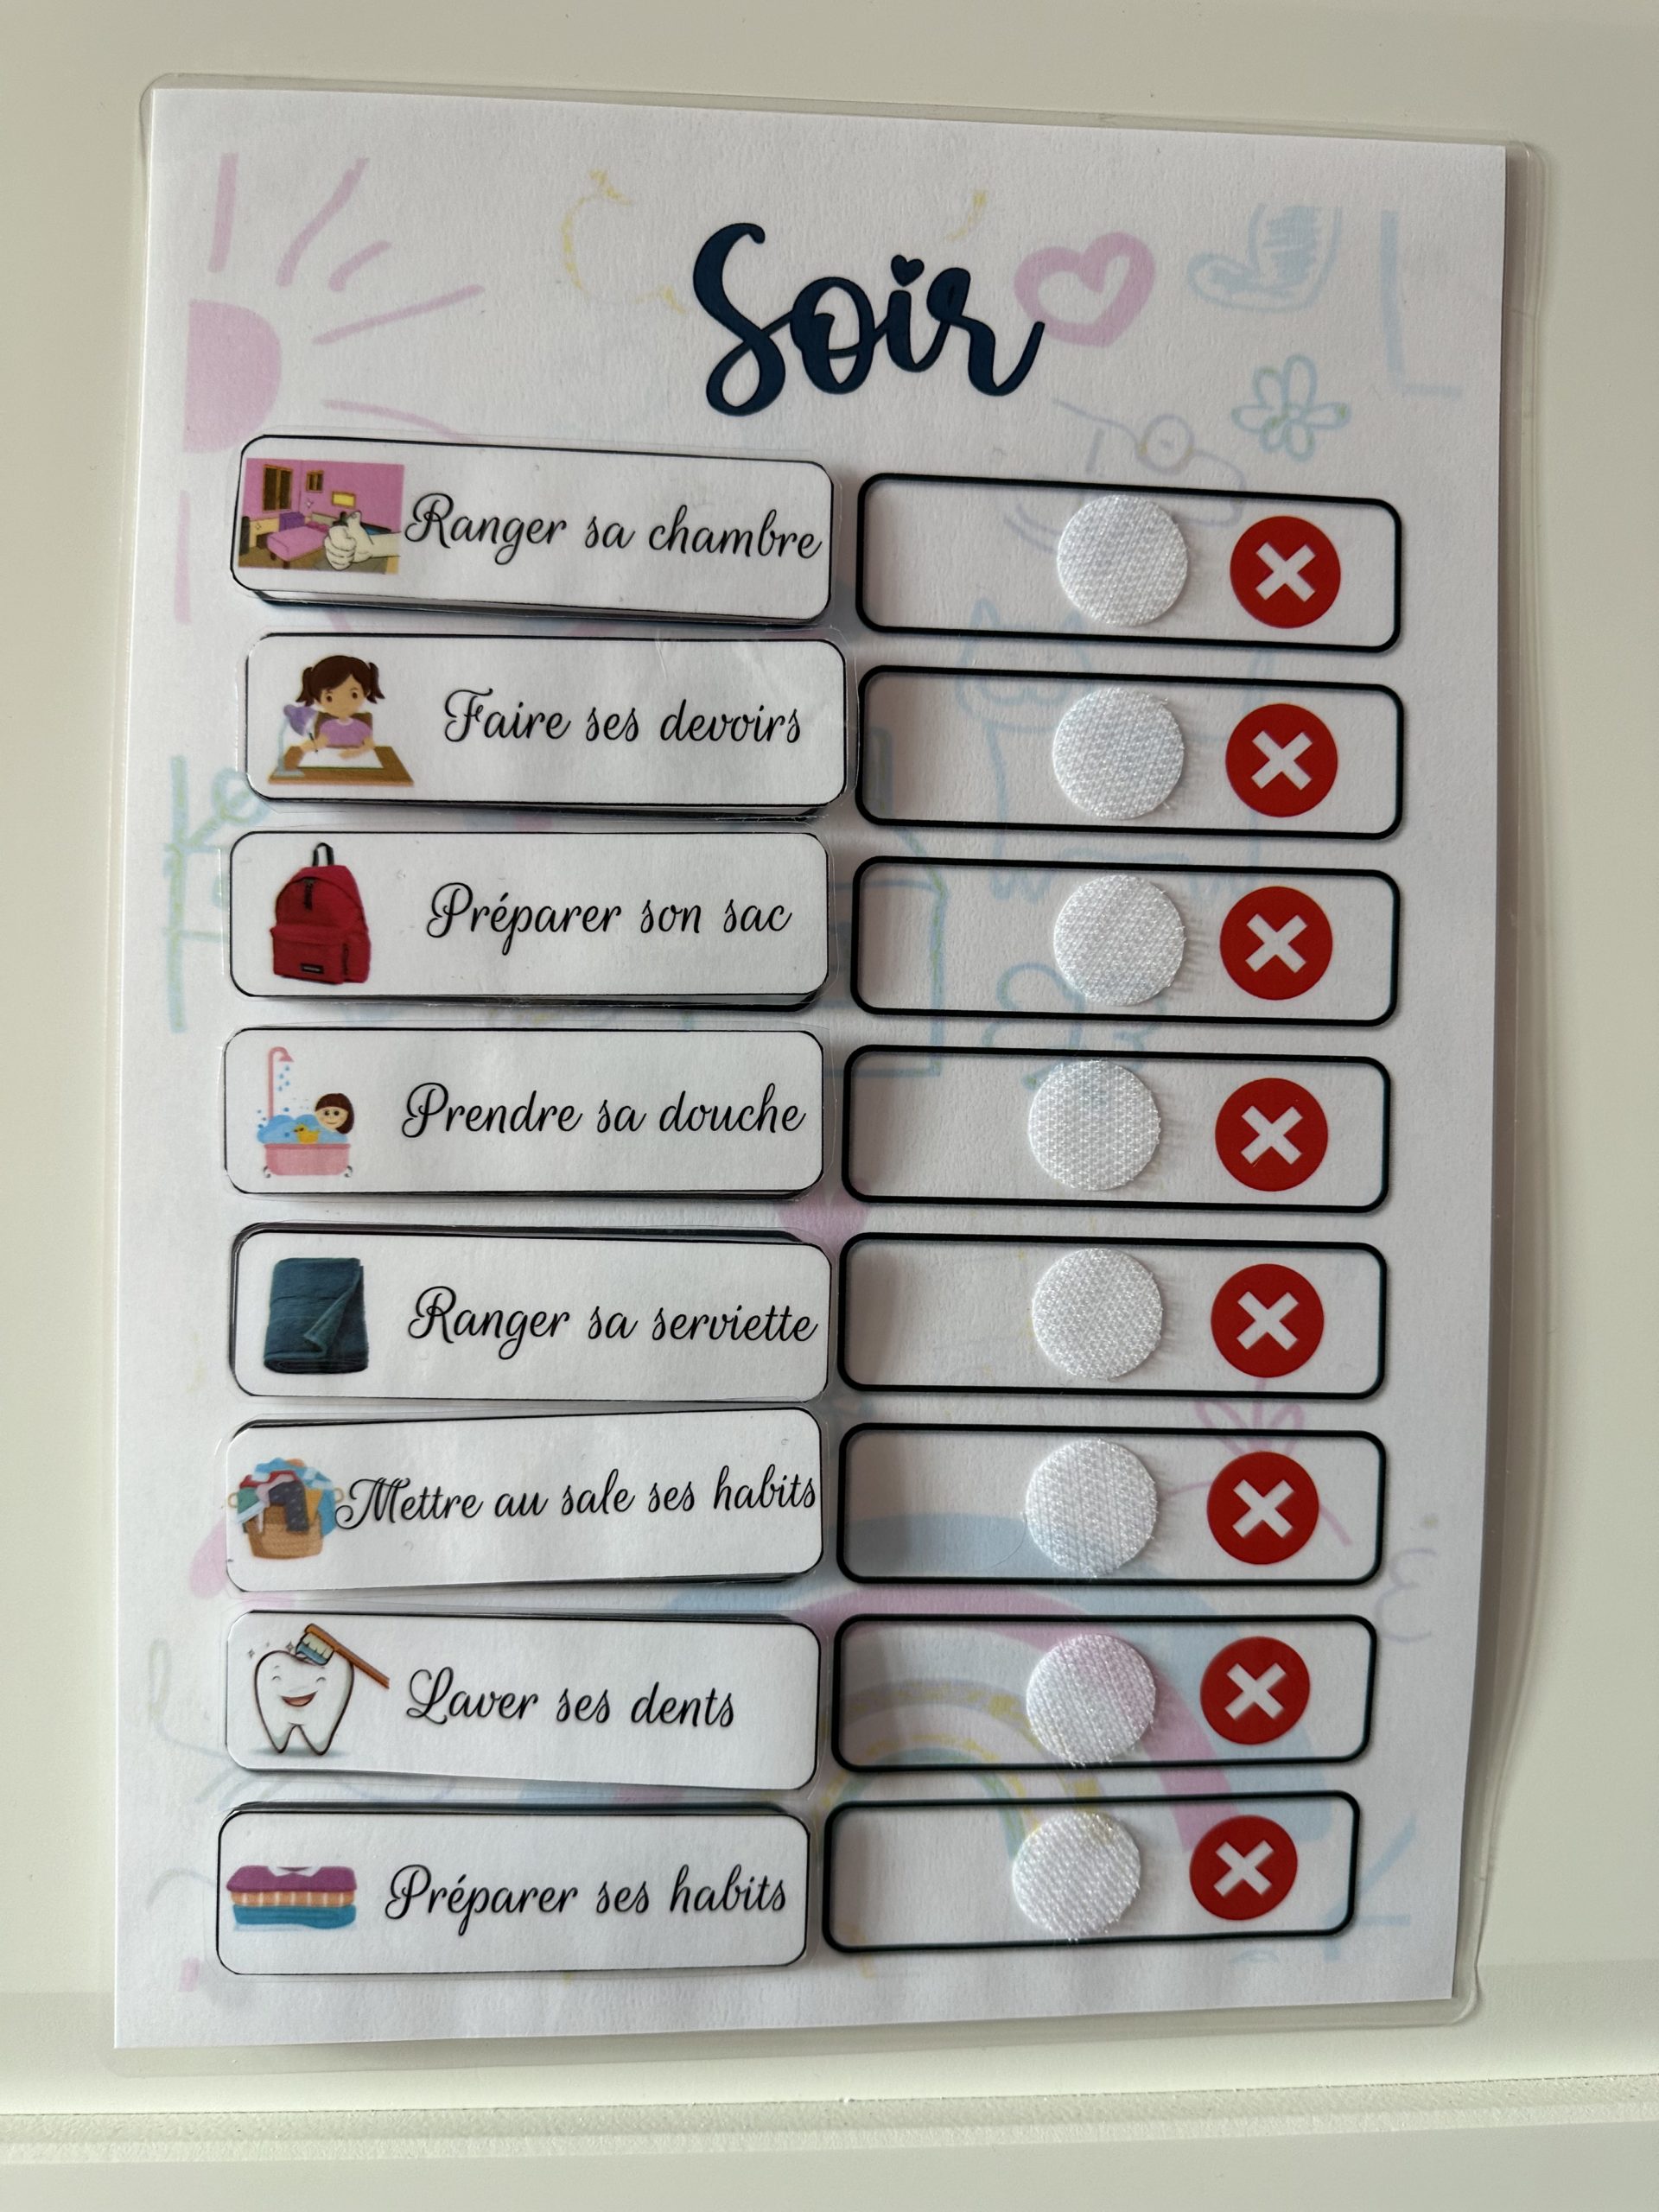 Soir
Ranger sa chambre
Faire ses devoirs
Préparer son sac
Prendre sa douche
Ranger sa serviette
Mettre au sale ses habits
Laver ses dents
Préparer ses habits